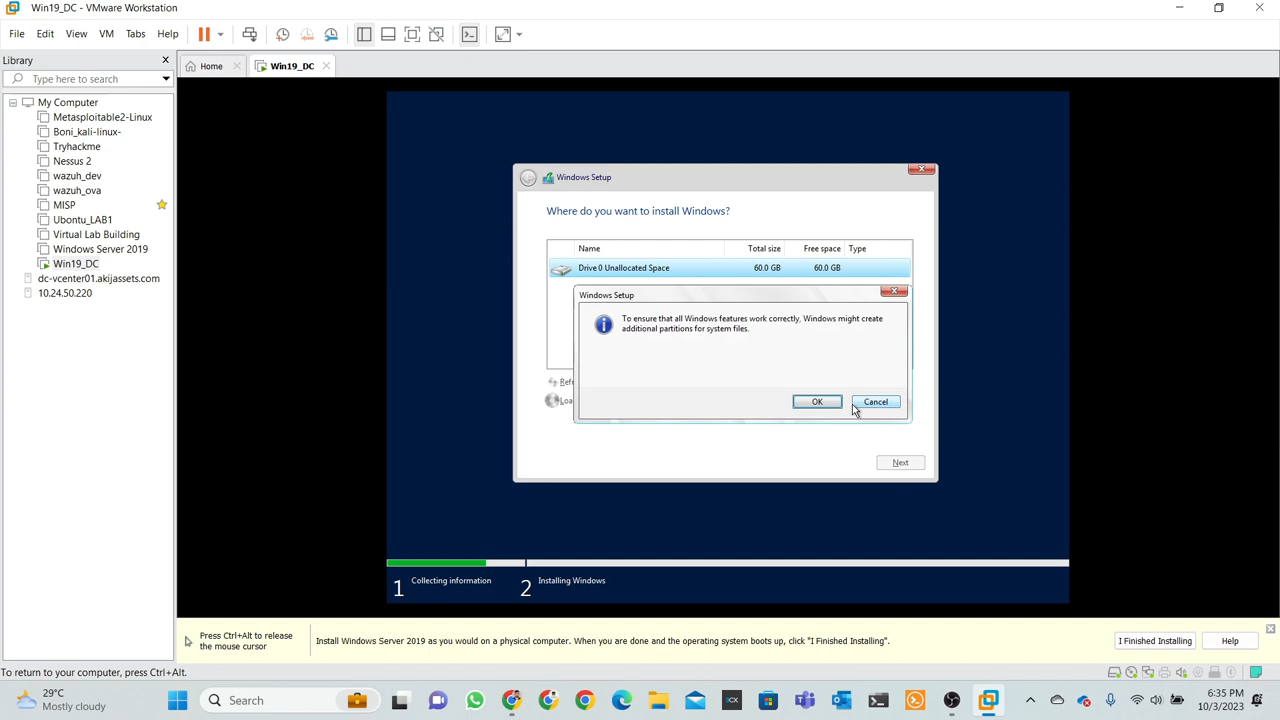 Win19_DC - VMware Workstation
File Edit View VM Tabs Help
Library
Type here to search
My Computer
Metasploitable2-Linux
Boni_kali-linux-
Tryhackme
Nessus 2
wazuh_dev
wazuh_ova
MISP
Ubontu_LAB1
Virtual Lab Building
Windows Server 2019
Win19_DC
dc-vcenter01.akijassets.com
10.24.50.220
Home
Win19_DC
Windows Setup
Where do you want to install Windows?
Name Total size Free space Type
Drive 0 Unallocated Space 60.0 GB 60.0 GB
Windows Setup
To ensure that all Windows features work correctly, Windows might create
additional partitions for system files.
OK Cancel
Refr
Loa
Next
1 Collecting information 2 Installing Windows
Press Ctrl+Alt to release
the mouse cursor
Install Windows Server 2019 as you would on a physical computer. When you are done and the operating system boots up, click "I Finished Installing".
I Finished Installing Help
To return to your computer, press Ctrl+Alt.
29°C
Mostly cloudy
Search
6:35 PM
10/3/2023